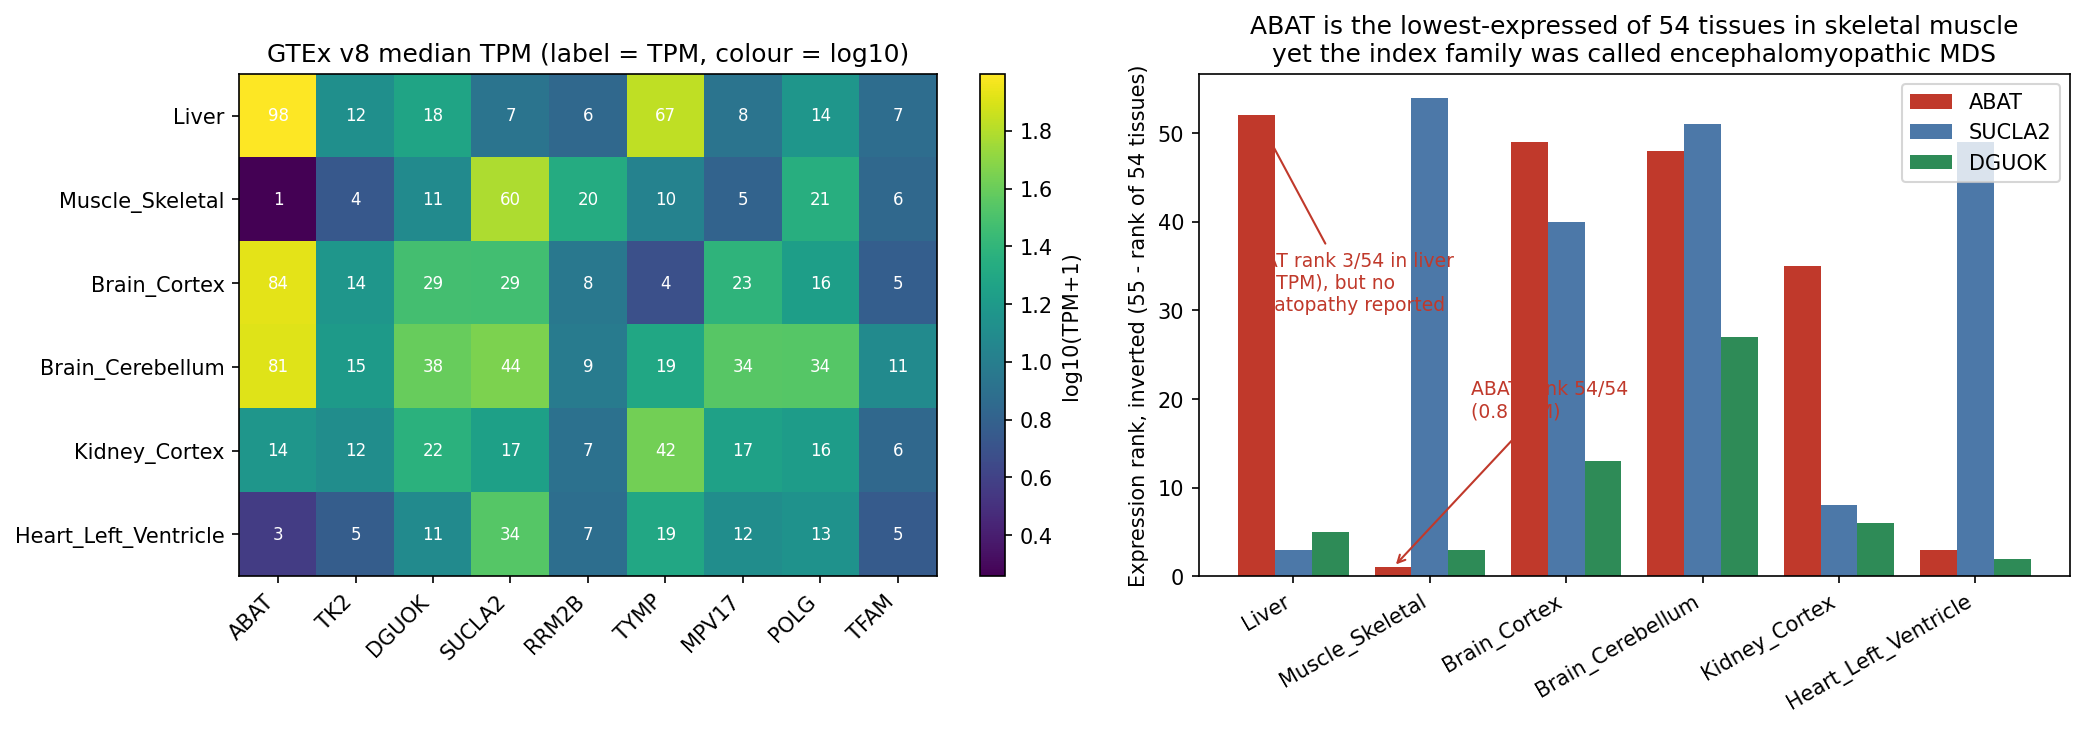 GTEx v8 median TPM (label = TPM, colour = log10)
Liver
98 12 18 7 6 67 8 14 7
Muscle_Skeletal
1 4 11 60 20 10 5 21 6
Brain_Cortex
84 14 29 29 8 4 23 16 5
Brain_Cerebellum
81 15 38 44 9 19 34 34 11
Kidney_Cortex
14 12 22 17 7 42 17 16 6
Heart_Left_Ventricle
3 5 11 34 7 19 12 13 5
ABAT TK2 DGUOK SUCLA2 RRM2B TYMP MPV17 POLG TFAM
1.8
1.6
1.4
1.2
1.0
0.8
0.6
0.4
log10(TPM+1)
ABAT is the lowest-expressed of 54 tissues in skeletal muscle
yet the index family was called encephalomyopathic MDS
Expression rank, inverted (55 - rank of 54 tissues)
50
40
30
20
10
0
ABAT
SUCLA2
DGUOK
rank 3/54 in liver
TPM), but no
reported
54/54
(0.8
Liver Muscle_Skeletal Brain_Cortex Brain_Cerebellum Kidney_Cortex Heart_Left_Ventricle